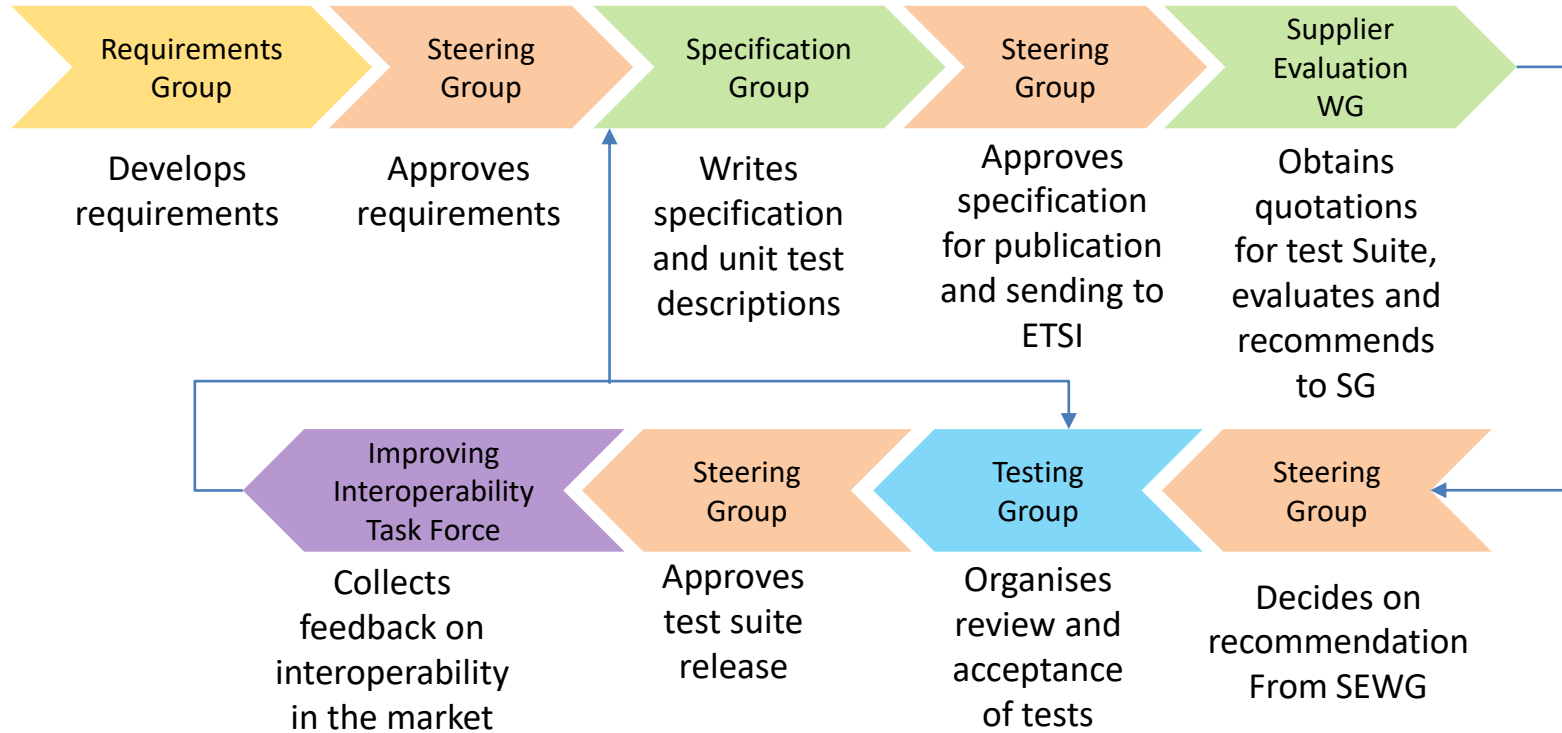 Requirements
Group
Steering
Group
Specification
Group
Steering
Group
Supplier
Evaluation
WG
Develops
requirements
Approves
requirements
Writes
specification
and unit test
descriptions
Approves
specification
for publication
and sending to
ETSI
Obtains
quotations
for test Suite,
evaluates and
recommends
to SG
Improving
Interoperability
Task Force
Steering
Group
Testing
Group
Steering
Group
Collects
feedback on
interoperability
in the market
Approves
test suite
release
Organises
review and
acceptance
of tests
Decides on
recommendation
From SEWG